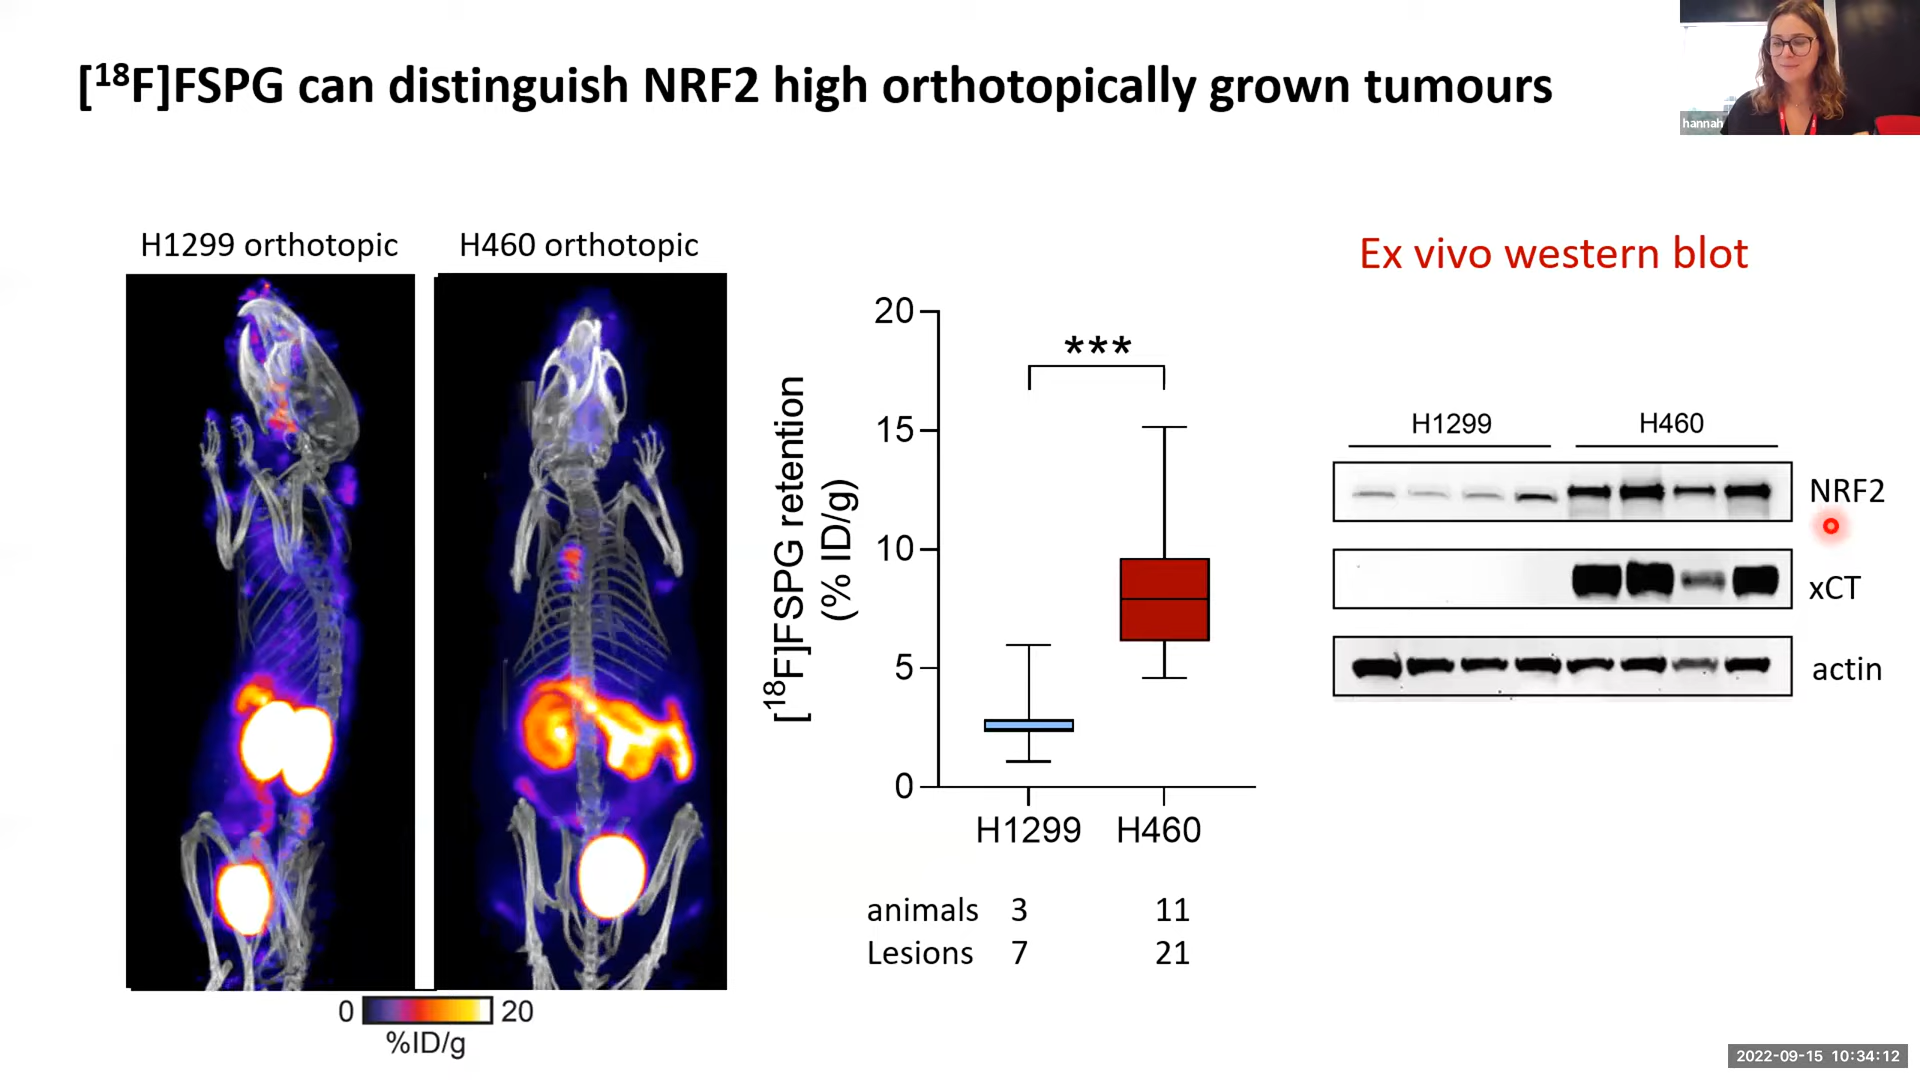 [¹⁸F]FSPG can distinguish NRF2 high orthotopically grown tumours
hannah
H1299 orthotopic
H460 orthotopic
0
20
%ID/g
[¹⁸F]FSPG retention
(% ID/g)
20
15
10
5
0
***
H1299 H460
animals 3 11
Lesions 7 21
Ex vivo western blot
H1299 H460
NRF2
xCT
actin
2022-09-15 10:34:12